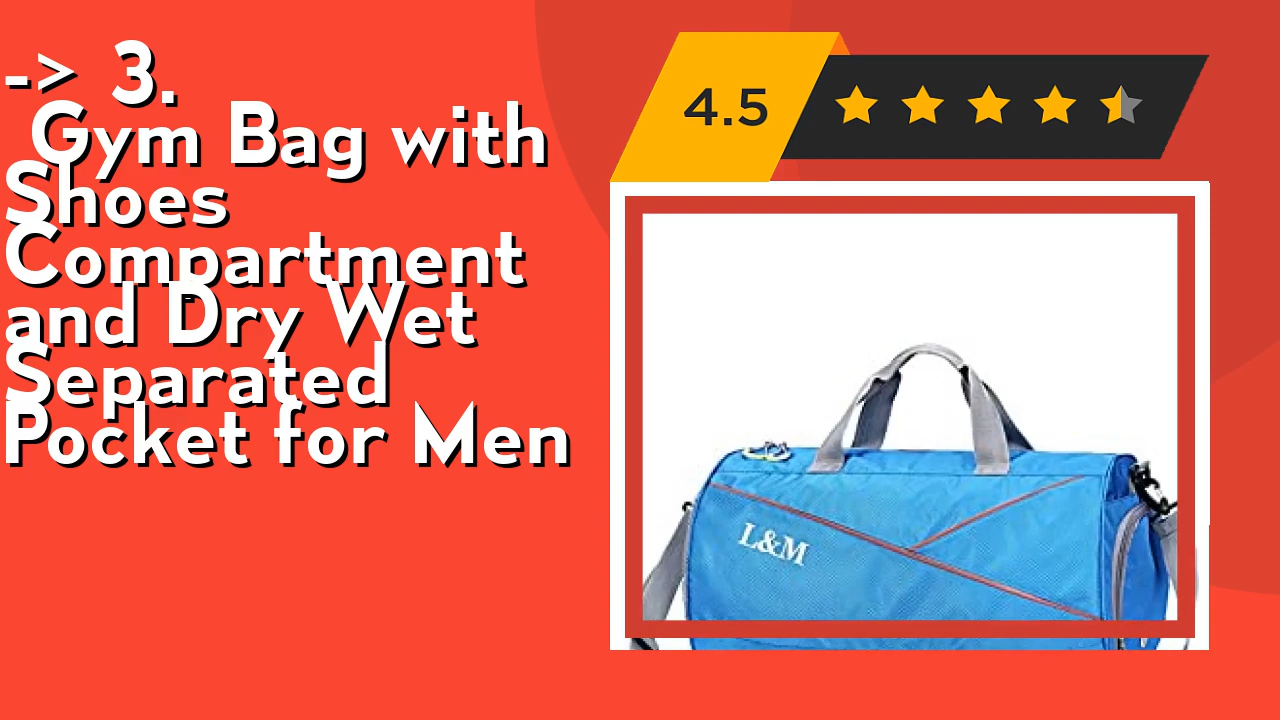 -> 3.
Gym Bag with
Shoes
Compartment
and Dry Wet
Separated
Pocket for Men
4.5
L&M